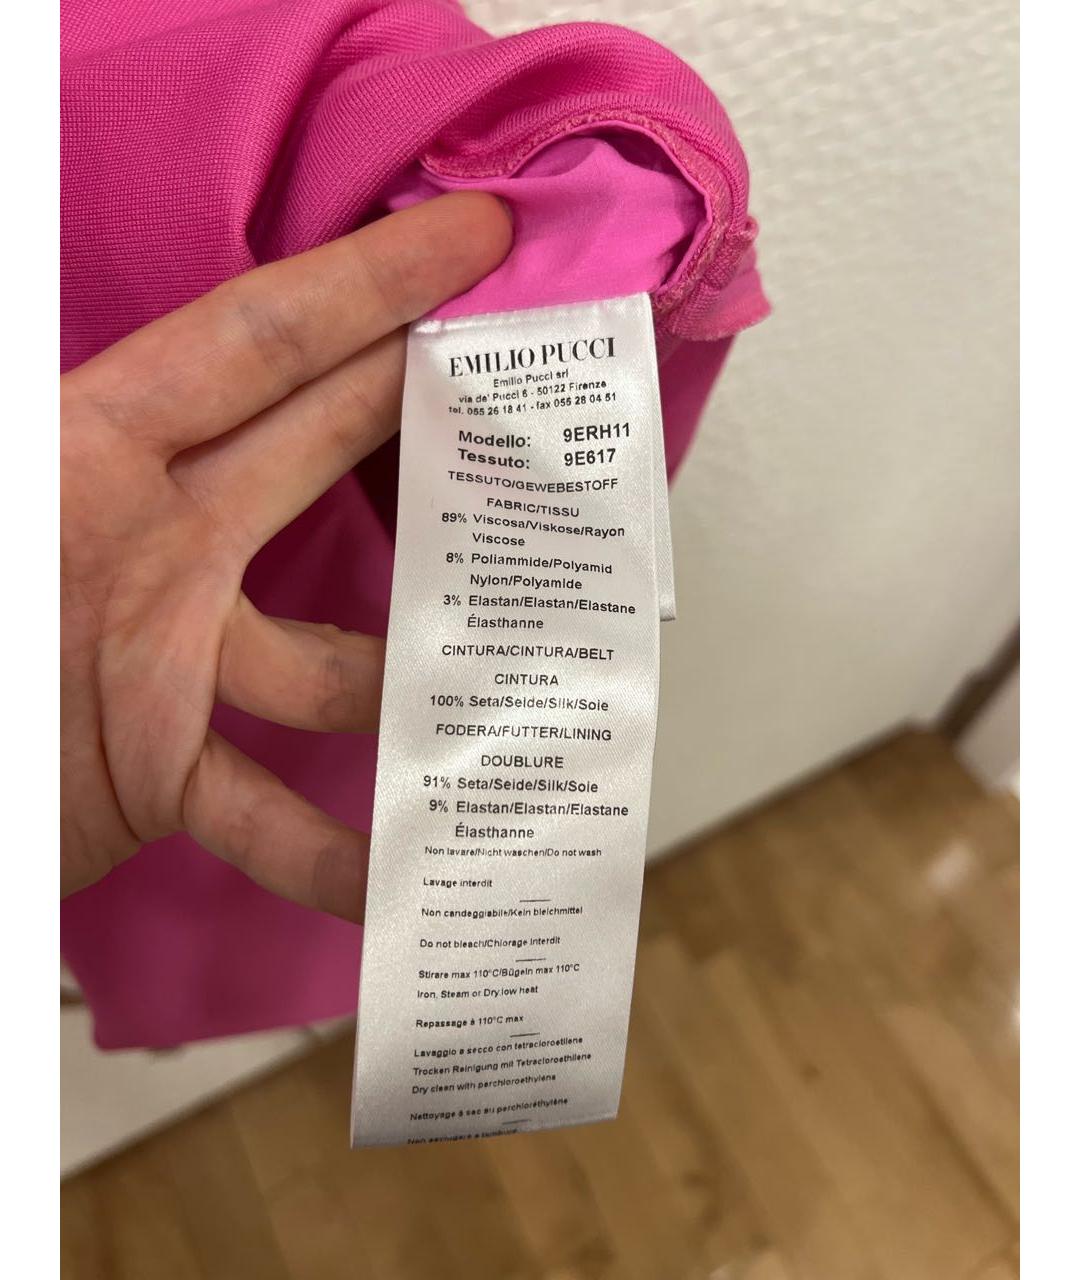 EMILIO PUCCI
Emilio Pucci srl
via de' Pucci 6 - 50122 Firenze
tel. 055 26 18 41 - fax 055 28 04 51
Modello: 9ERH11
Tessuto: 9E617
TESSUTO/GEWEBESTOFF
FABRIC/TISSU
89% Viscosa/Viskose/Rayon
Viscose
8% Poliammide/Polyamid
Nylon/Polyamide
3% Elastan/Elastan/Elastane
Élasthanne
CINTURA/CINTURA/BELT
CINTURA
100% Seta/Seide/Silk/Soie
FODERA/FUTTER/LINING
DOUBLURE
91% Seta/Seide/Silk/Soie
9% Elastan/Elastan/Elastane
Élasthanne
Non lavare/Nicht waschen/Do not wash
Lavage interdit
Non candeggiabile/Kein bleichmittel
Do not bleach/Chlorage interdit
Stirare max 110°C/Bügeln max 110°C
Iron, Steam or Dry.low heat
Repassage à 110°C max
Lavaggio a secco con tetracloroetilene
Trocken Reinigung mit Tetracloroethilene
Dry clean with perchloroethylene
Nettoyage à sec au perchloréthylène
Non